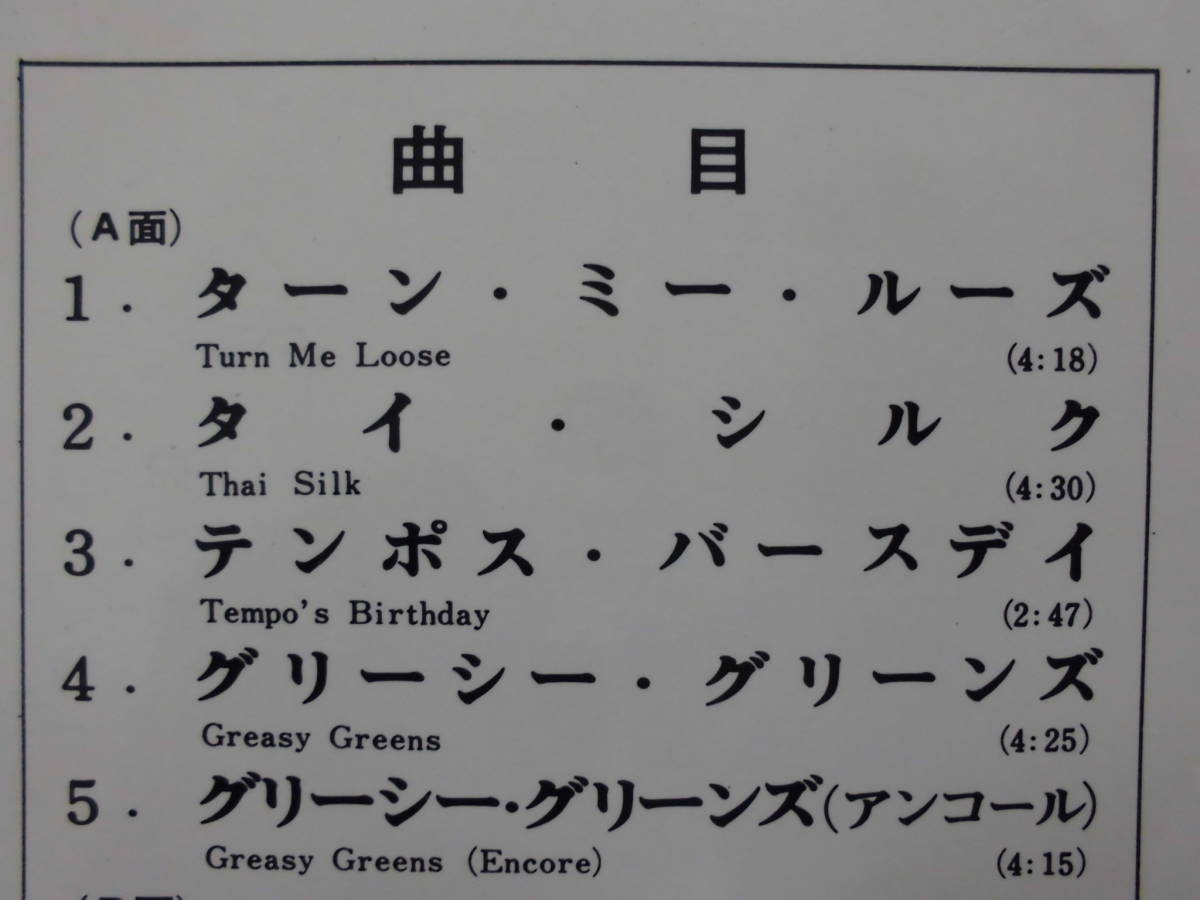 曲 目
(A面)
1. ターン・ミー・ルーズ
Turn Me Loose (4:18)
2. タイ・シルク
Thai Silk (4:30)
3. テンポス・バースデイ
Tempo's Birthday (2:47)
4. グリーシー・グリーンズ
Greasy Greens (4:25)
5. グリーシー・グリーンズ(アンコール)
Greasy Greens (Encore) (4:15)